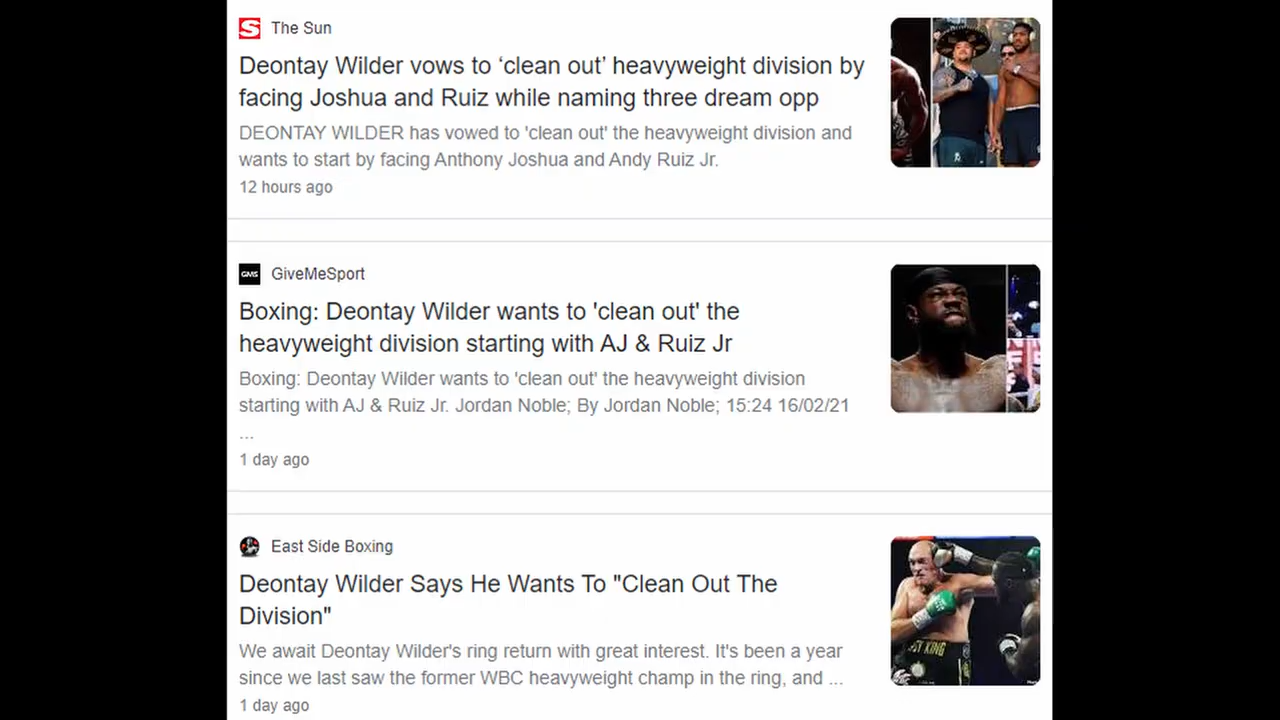 The Sun
Deontay Wilder vows to ‘clean out’ heavyweight division by
facing Joshua and Ruiz while naming three dream opp
DEONTAY WILDER has vowed to 'clean out' the heavyweight division and
wants to start by facing Anthony Joshua and Andy Ruiz Jr.
12 hours ago
GMS
GiveMeSport
Boxing: Deontay Wilder wants to 'clean out' the
heavyweight division starting with AJ & Ruiz Jr
Boxing: Deontay Wilder wants to 'clean out' the heavyweight division
starting with AJ & Ruiz Jr. Jordan Noble; By Jordan Noble; 15:24 16/02/21
...
1 day ago
East Side Boxing
Deontay Wilder Says He Wants To "Clean Out The
Division"
We await Deontay Wilder's ring return with great interest. It's been a year
since we last saw the former WBC heavyweight champ in the ring, and ...
1 day ago